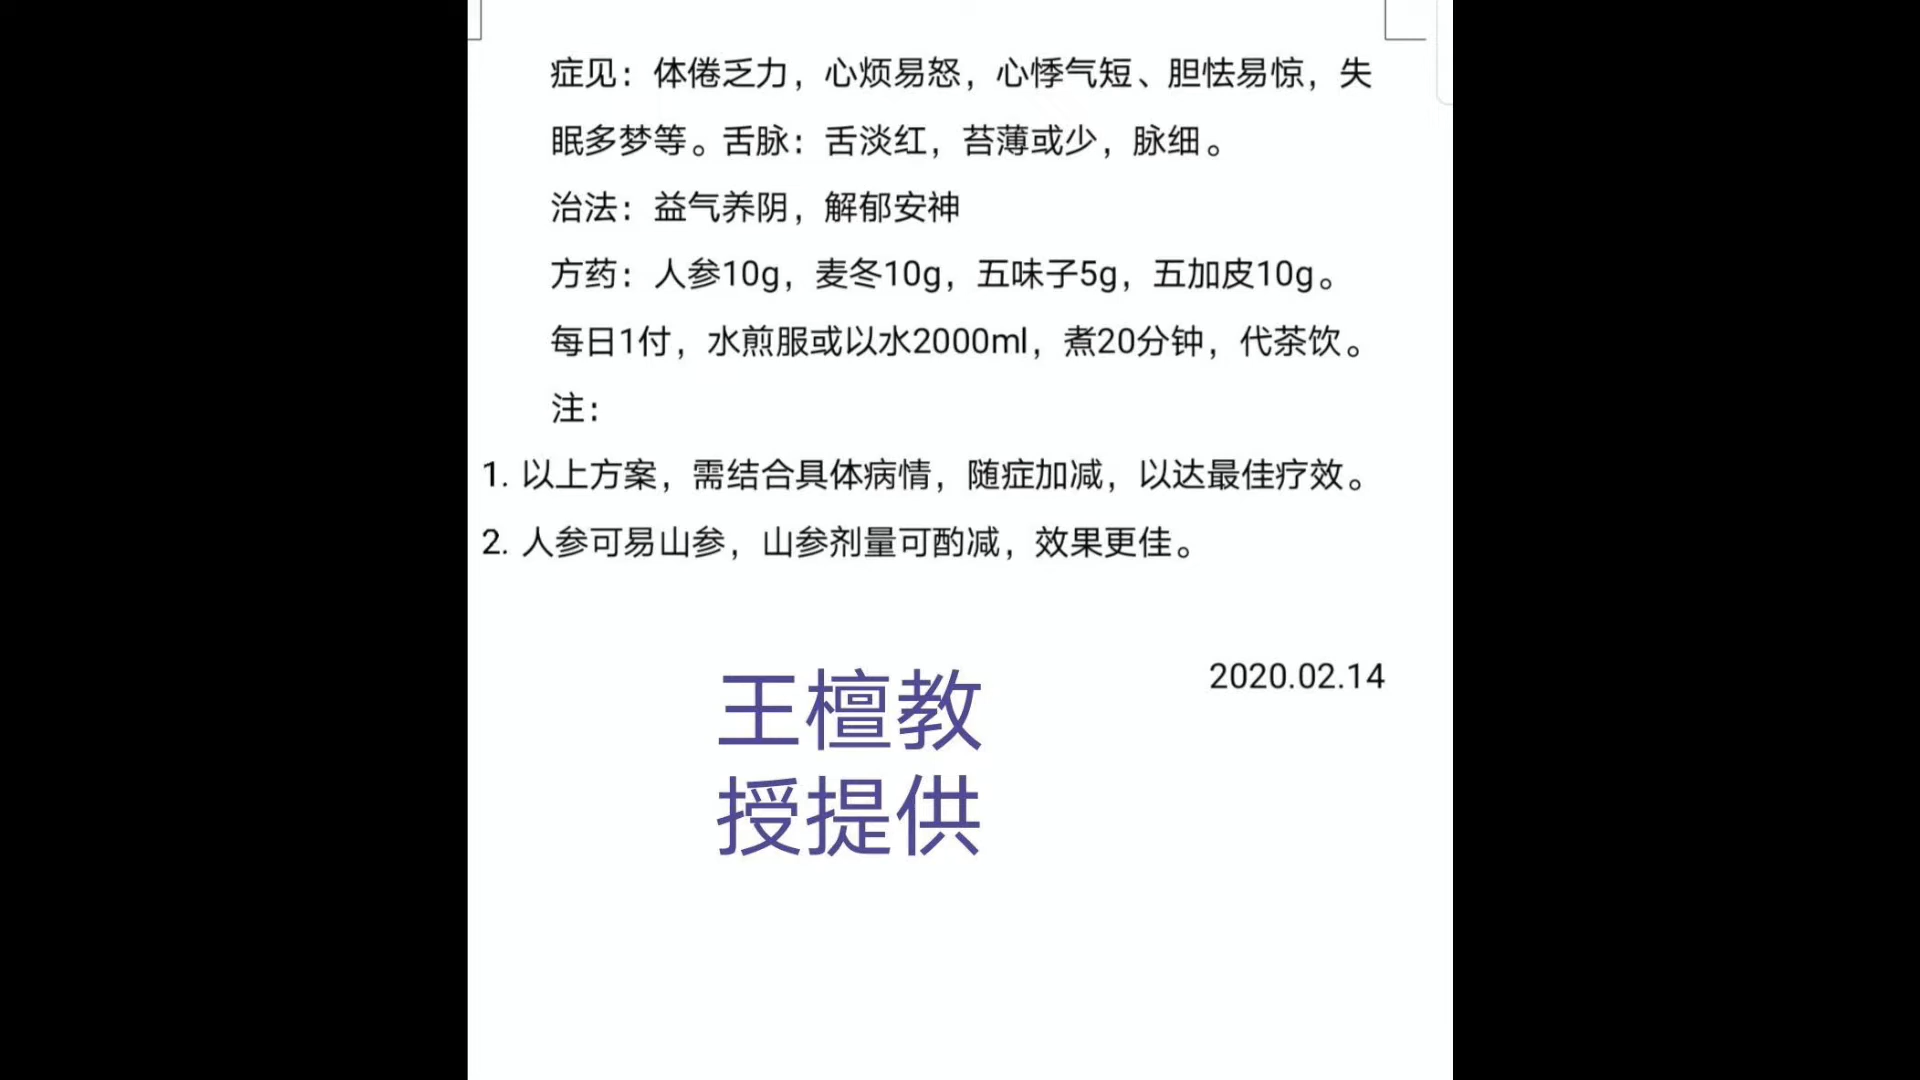 症见：体倦乏力，心烦易怒，心悸气短、胆怯易惊，失
眠多梦等。舌脉：舌淡红，苔薄或少，脉细。
治法：益气养阴，解郁安神
方药：人参10g，麦冬10g，五味子5g，五加皮10g。
每日1付，水煎服或以水2000ml，煮20分钟，代茶饮。
注：
1. 以上方案，需结合具体病情，随症加减，以达最佳疗效。
2. 人参可易山参，山参剂量可酌减，效果更佳。
2020.02.14
王檀教
授提供